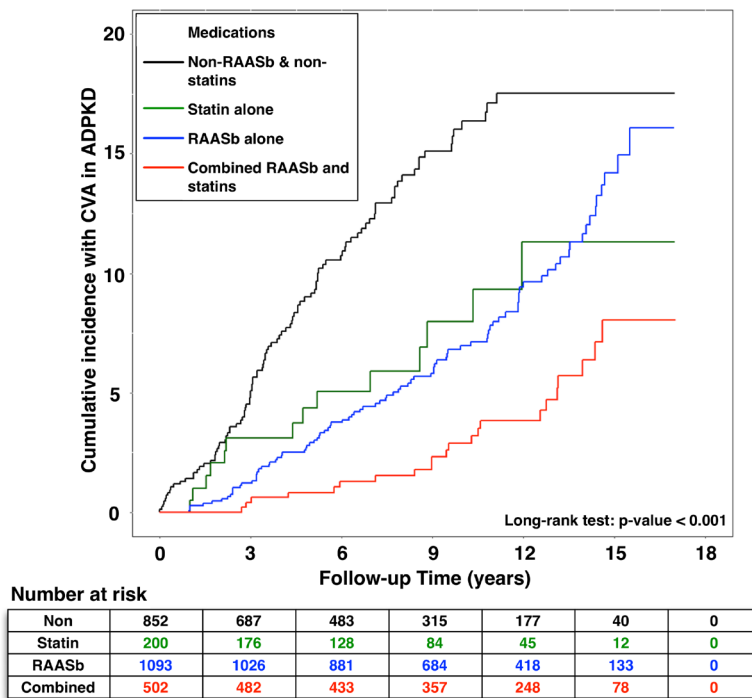 20
15
10
5
0
Cumulative incidence with CVA in ADPKD
Medications
Non-RAASb & non-
statins
Statin alone
RAASb alone
Combined RAASb and
statins
Long-rank test: p-value < 0.001
0 3 6 9 12 15 18
Follow-up Time (years)
Number at risk
Non 852 687 483 315 177 40 0
Statin 200 176 128 84 45 12 0
RAASb 1093 1026 881 684 418 133 0
Combined 502 482 433 357 248 78 0